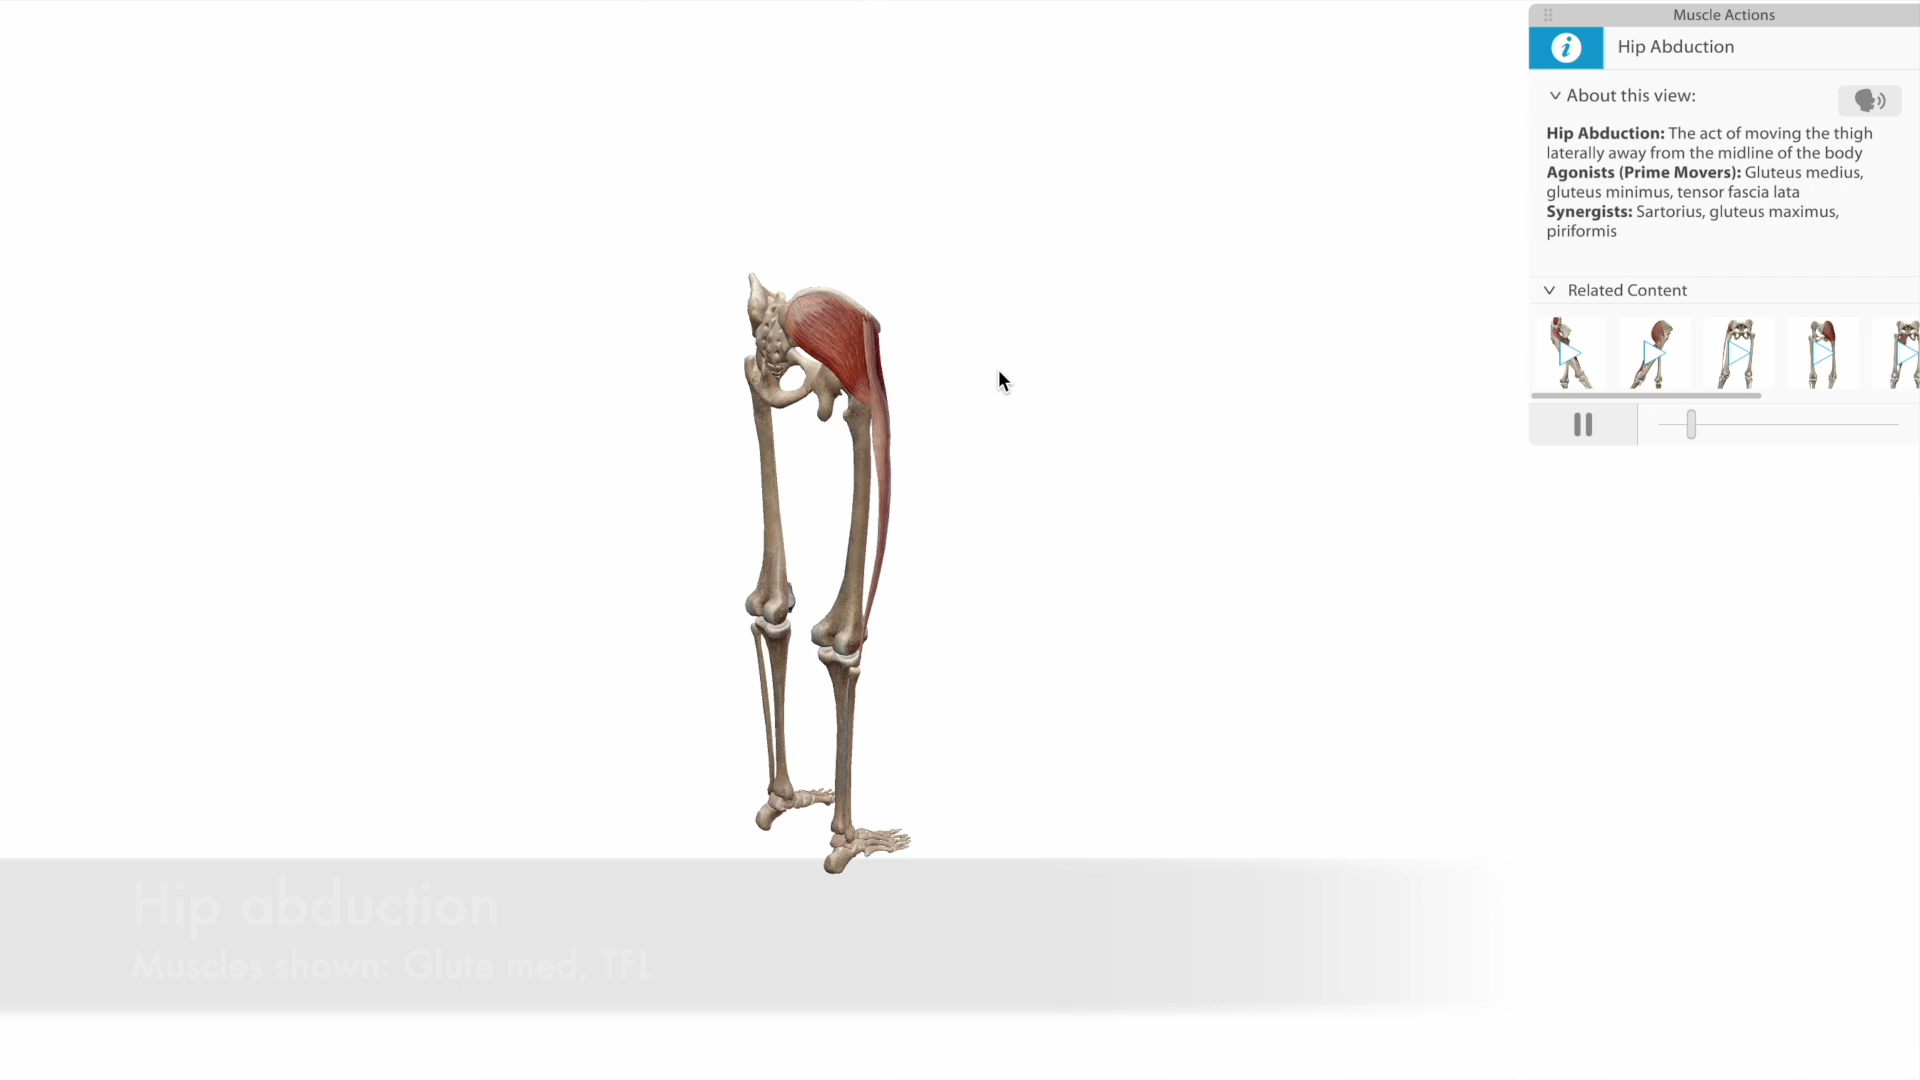 Muscle Actions
Hip Abduction
About this view:
Hip Abduction: The act of moving the thigh
laterally away from the midline of the body
Agonists (Prime Movers): Gluteus medius,
gluteus minimus, tensor fascia lata
Synergists: Sartorius, gluteus maximus,
piriformis
Related Content
Hip abduction
Muscles shown: Glute med, TFL